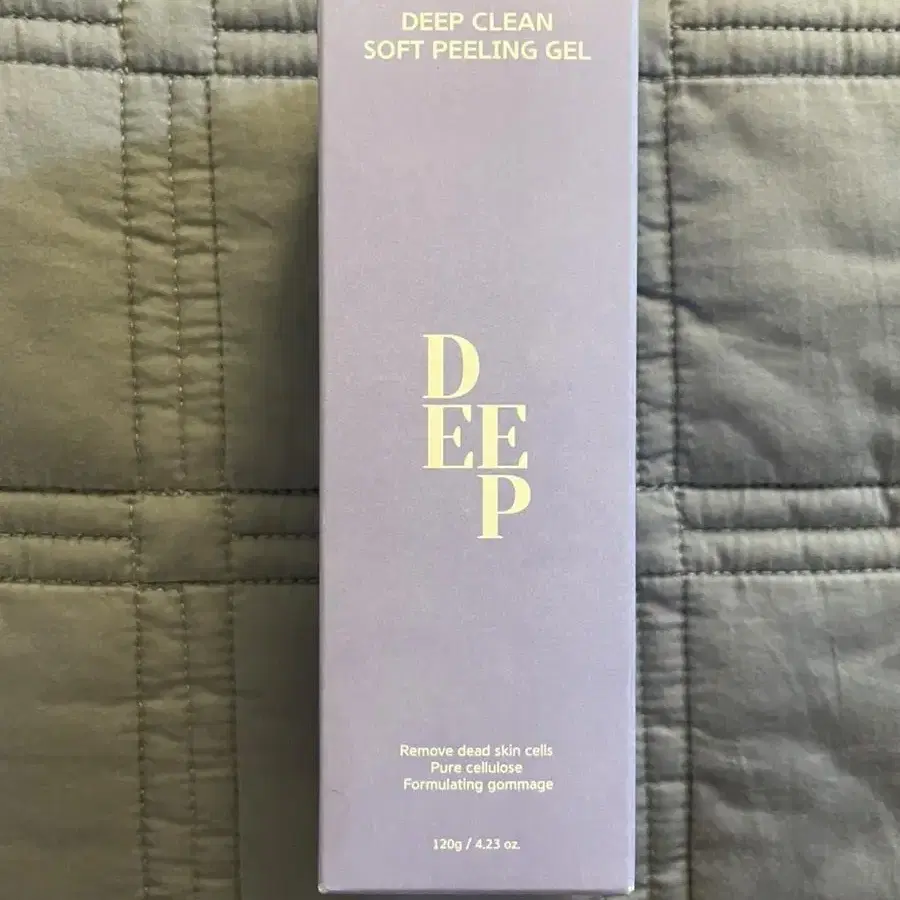 DEEP CLEAN
SOFT PEELING GEL
D
EE
P
Remove dead skin cells
Pure cellulose
Formulating gommage
120g / 4.23 oz.